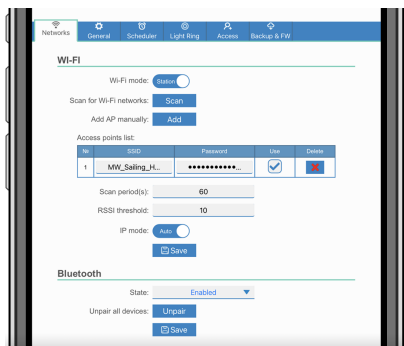 Networks General Scheduler Light Ring Access Backup & FW
WI-FI
Wi-Fi mode: Station
Scan for Wi-Fi networks: Scan
Add AP manually: Add
Access points list:
№ SSID Password Use Delete
1 MW_Sailing_H... •••••••••••...
Scan period(s): 60
RSSI threshold: 10
IP mode: Auto
Save
Bluetooth
State: Enabled
Unpair all devices: Unpair
Save